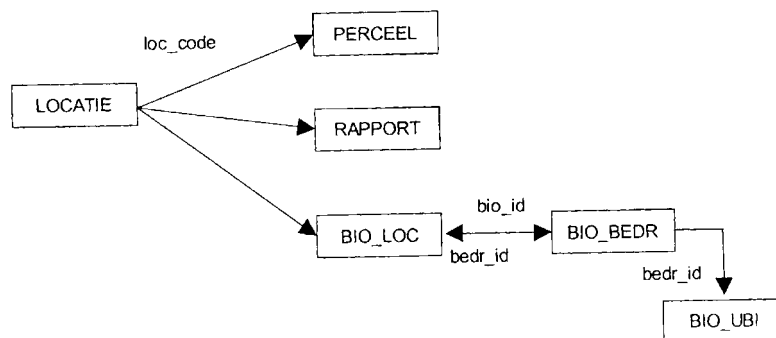 loc_code
PERCEEL
LOCATIE
RAPPORT
bio_id
BIO_LOC
BIO_BEDR
bedr_id
bedr_id
BIO_UBI